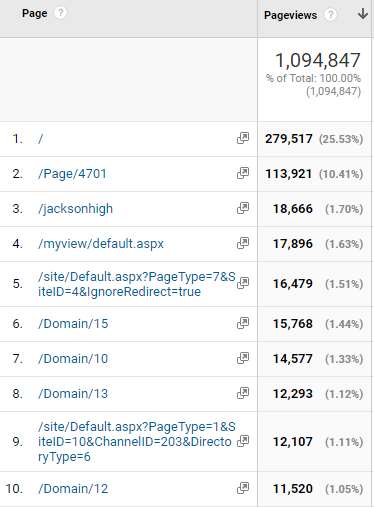 Page ? Pageviews ?
1,094,847
% of Total: 100.00%
(1,094,847)
1. / 279,517 (25.53%)
2. /Page/4701 113,921 (10.41%)
3. /jacksonhigh 18,666 (1.70%)
4. /myview/default.aspx 17,896 (1.63%)
/site/Default.aspx?PageType=7&S
5. 16,479 (1.51%)
iteID=4&IgnoreRedirect=true
6. /Domain/15 15,768 (1.44%)
7. /Domain/10 14,577 (1.33%)
8. /Domain/13 12,293 (1.12%)
/site/Default.aspx?PageType=1&S
9. iteID=10&ChannelID=203&Directo 12,107 (1.11%)
ryType=6
10. /Domain/12 11,520 (1.05%)